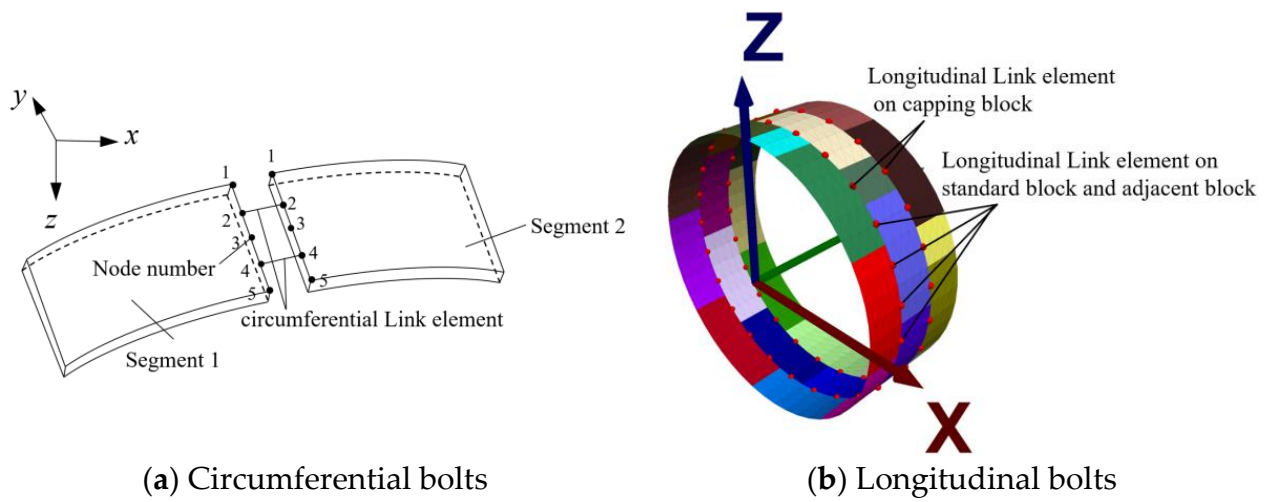 y
x
z
1
2
3
4
5
1
2
3
4
5
Node number
Segment 1
Segment 2
circumferential Link element
(a) Circumferential bolts
Z
X
Longitudinal Link element
on capping block
Longitudinal Link element on
standard block and adjacent block
(b) Longitudinal bolts